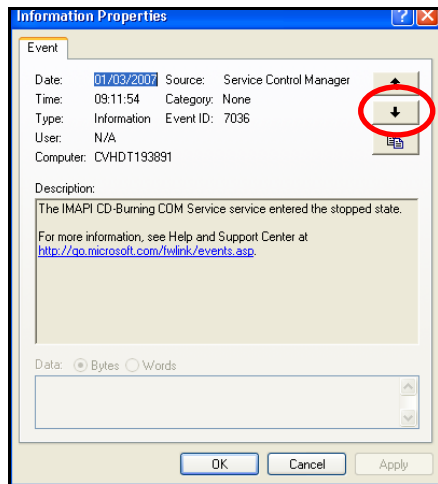 Information Properties
Event
Date: 01/03/2007 Source: Service Control Manager
Time: 09:11:54 Category: None
Type: Information Event ID: 7036
User: N/A
Computer: CVHDT193891
Description:
The IMAPI CD-Burning COM Service service entered the stopped state.
For more information, see Help and Support Center at
http://go.microsoft.com/fwlink/events.asp.
Data: Bytes Words
OK Cancel Apply